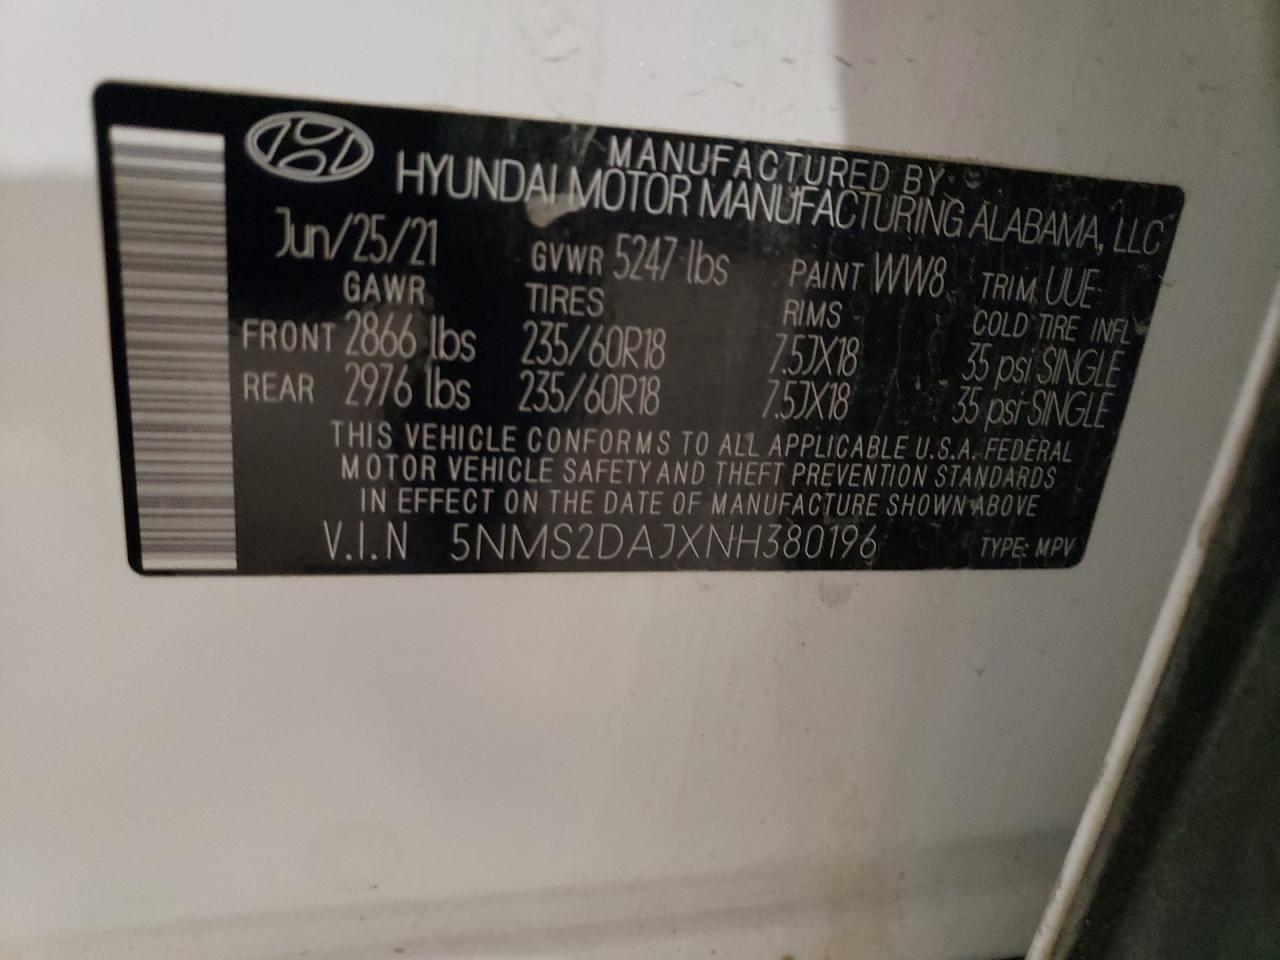 MANUFACTURED BY
HYUNDAI MOTOR MANUFACTURING ALABAMA, LLC
Jun/25/21 GVWR 5247 lbs PAINT WW8 TRIM UUE
GAWR TIRES RIMS COLD TIRE INFL
FRONT 2866 lbs 235/60R18 7.5JX18 35 psi SINGLE
REAR 2976 lbs 235/60R18 7.5JX18 35 psi SINGLE
THIS VEHICLE CONFORMS TO ALL APPLICABLE U.S.A. FEDERAL
MOTOR VEHICLE SAFETY AND THEFT PREVENTION STANDARDS
IN EFFECT ON THE DATE OF MANUFACTURE SHOWN ABOVE
V.I.N 5NMS2DAJXNH380196 TYPE: MPV